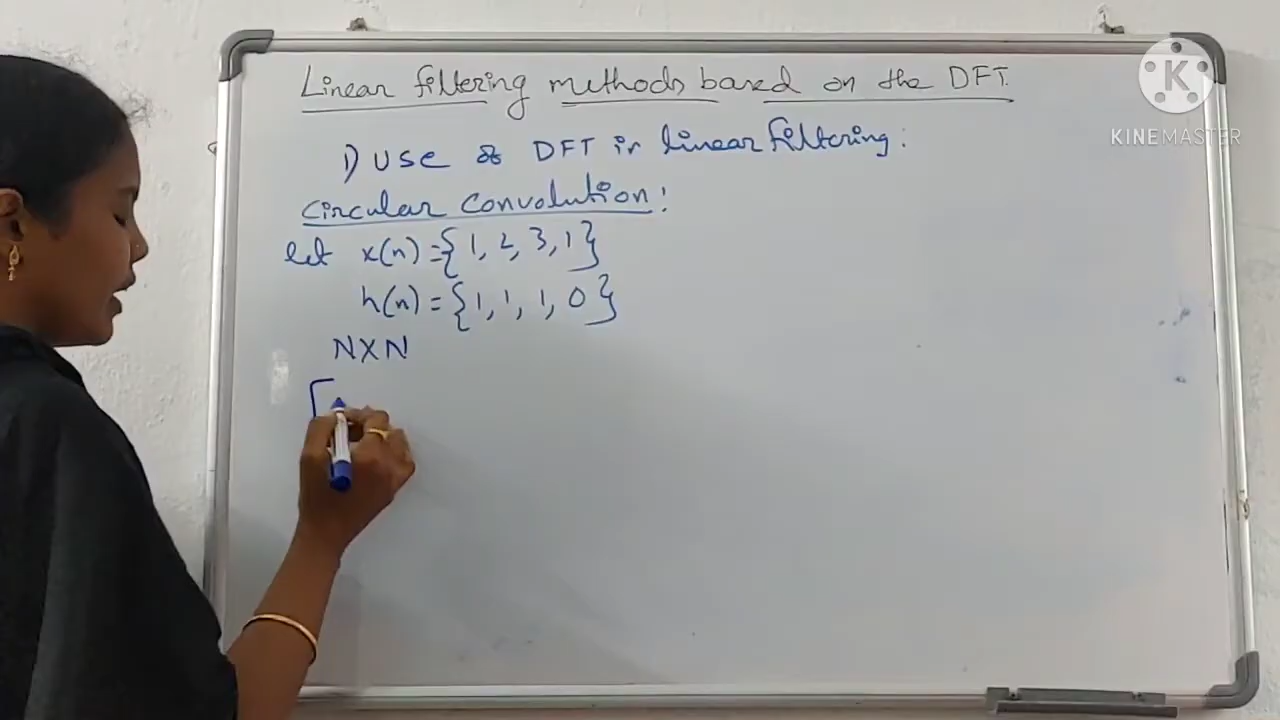 Linear filtering methods based on the DFT.
1) Use of DFT in linear filtering:
Circular convolution:
let x(n) = {1, 2, 3, 1}
h(n) = {1, 1, 1, 0}
NXN
K
KINEMASTER